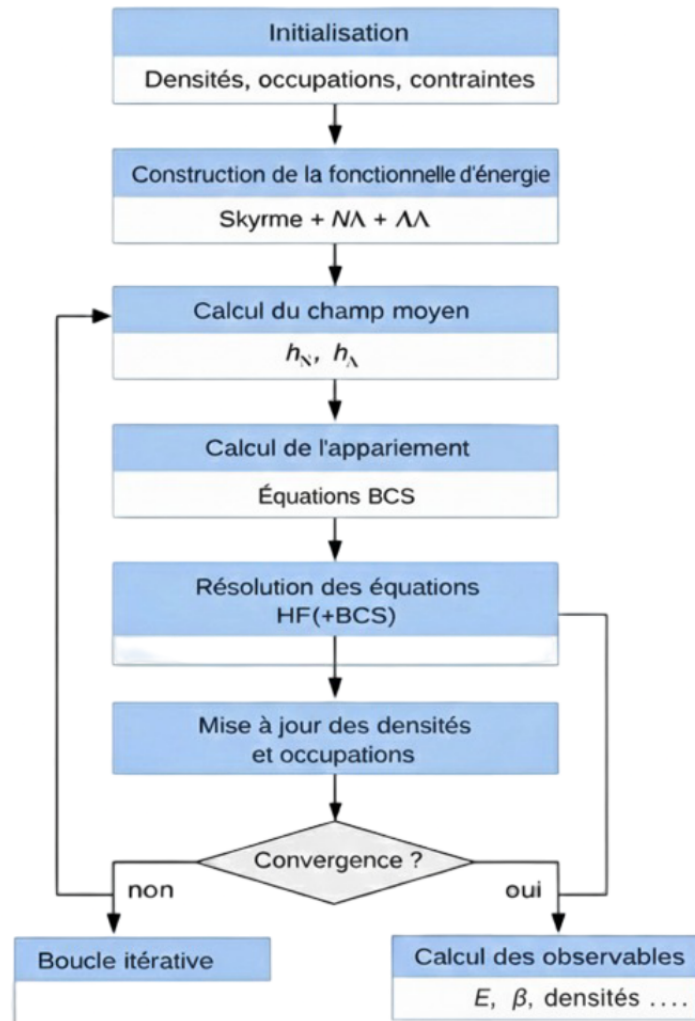 Initialisation
Densités, occupations, contraintes
Construction de la fonctionnelle d'énergie
Skyrme + NΛ + ΛΛ
Calcul du champ moyen
h_N, h_Λ
Calcul de l'appariement
Équations BCS
Résolution des équations
HF(+BCS)
Mise à jour des densités
et occupations
Convergence ?
non
oui
Boucle itérative
Calcul des observables
E, β, densités ....